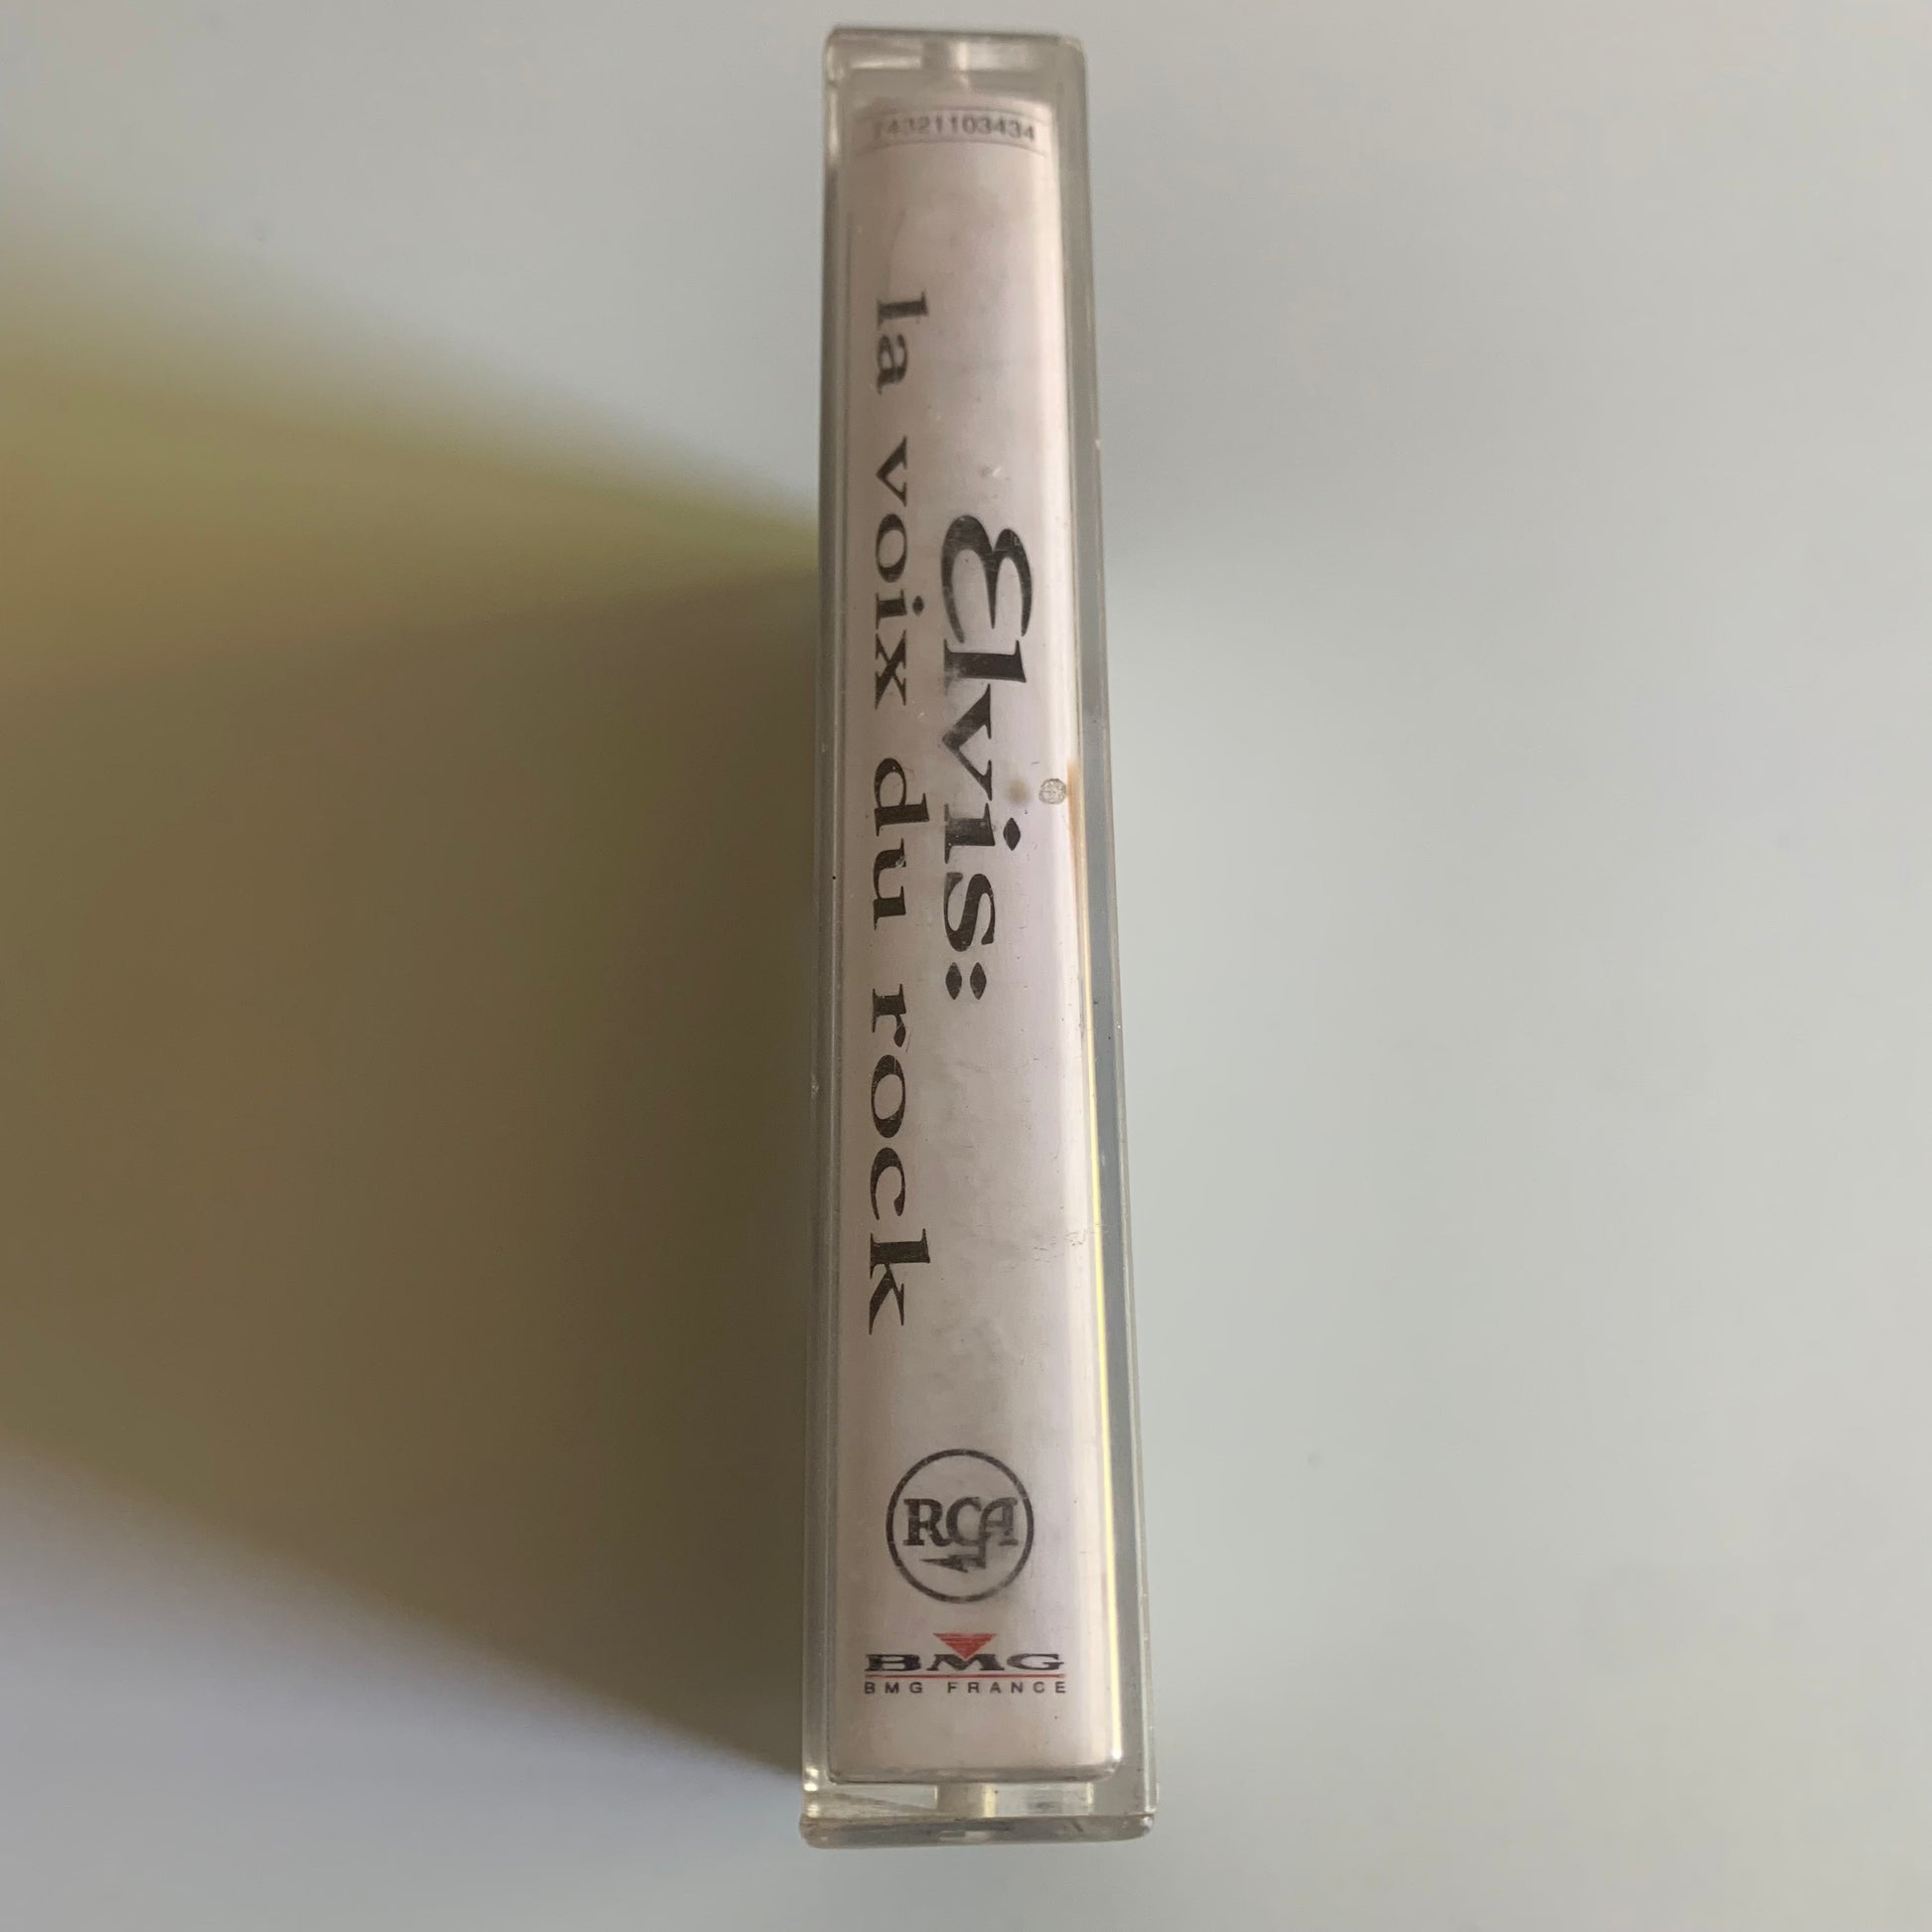 74321103434
Elvis:
la voix du rock
RCA
BMG
BMG FRANCE